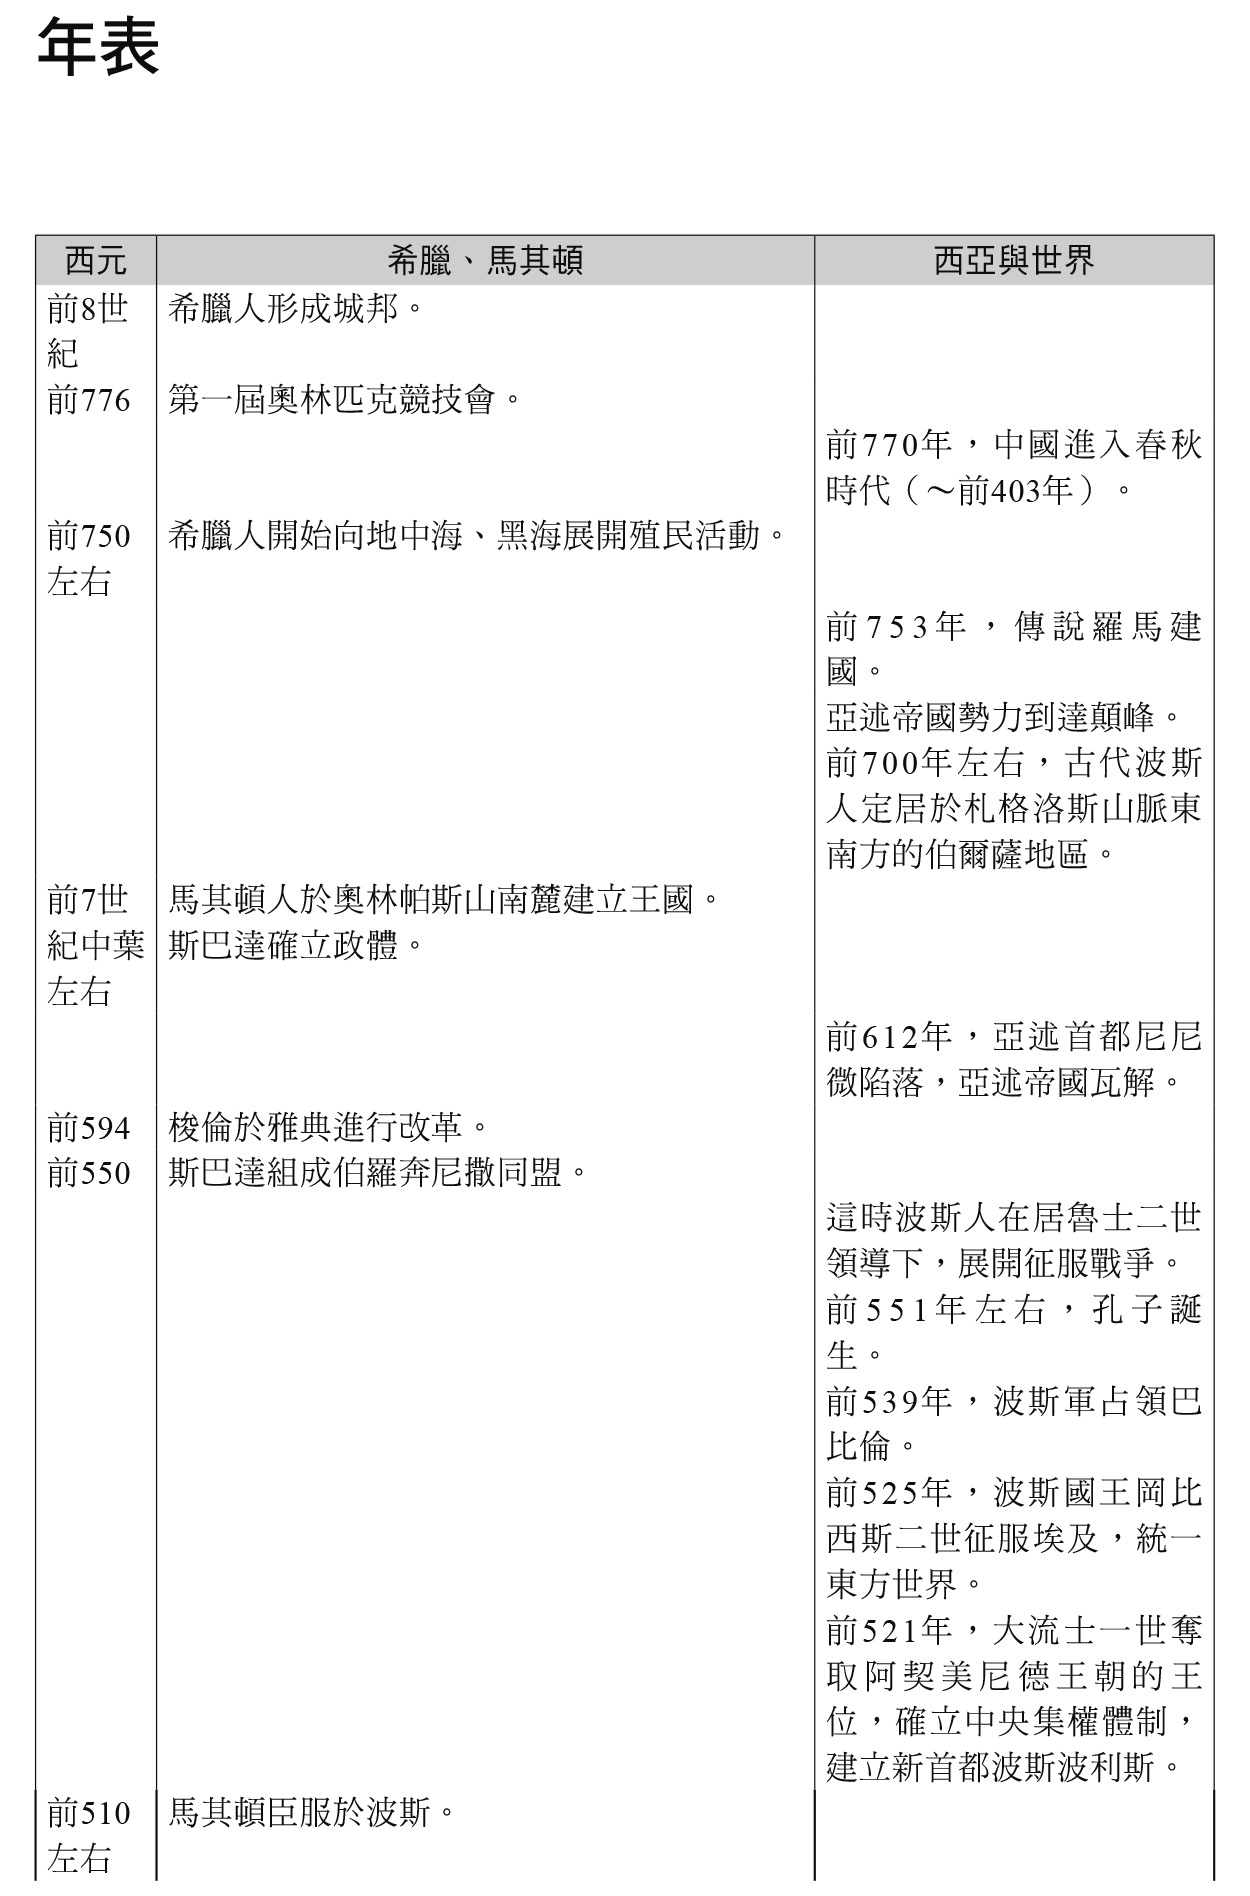 年表
西元 希臘、馬其頓 西亞與世界
前8世 希臘人形成城邦。
紀
前776 第一屆奧林匹克競技會。
前770年，中國進入春秋
時代（～前403年）。
前750 希臘人開始向地中海、黑海展開殖民活動。
左右
前753年，傳說羅馬建
國。
亞述帝國勢力到達顛峰。
前700年左右，古代波斯
人定居於札格洛斯山脈東
南方的伯爾薩地區。
前7世 馬其頓人於奧林帕斯山南麓建立王國。
紀中葉 斯巴達確立政體。
左右
前612年，亞述首都尼尼
微陷落，亞述帝國瓦解。
前594 梭倫於雅典進行改革。
前550 斯巴達組成伯羅奔尼撒同盟。
這時波斯人在居魯士二世
領導下，展開征服戰爭。
前551年左右，孔子誕
生。
前539年，波斯軍占領巴
比倫。
前525年，波斯國王岡比
西斯二世征服埃及，統一
東方世界。
前521年，大流士一世奪
取阿契美尼德王朝的王
位，確立中央集權體制，
建立新首都波斯波利斯。
前510 馬其頓臣服於波斯。
左右